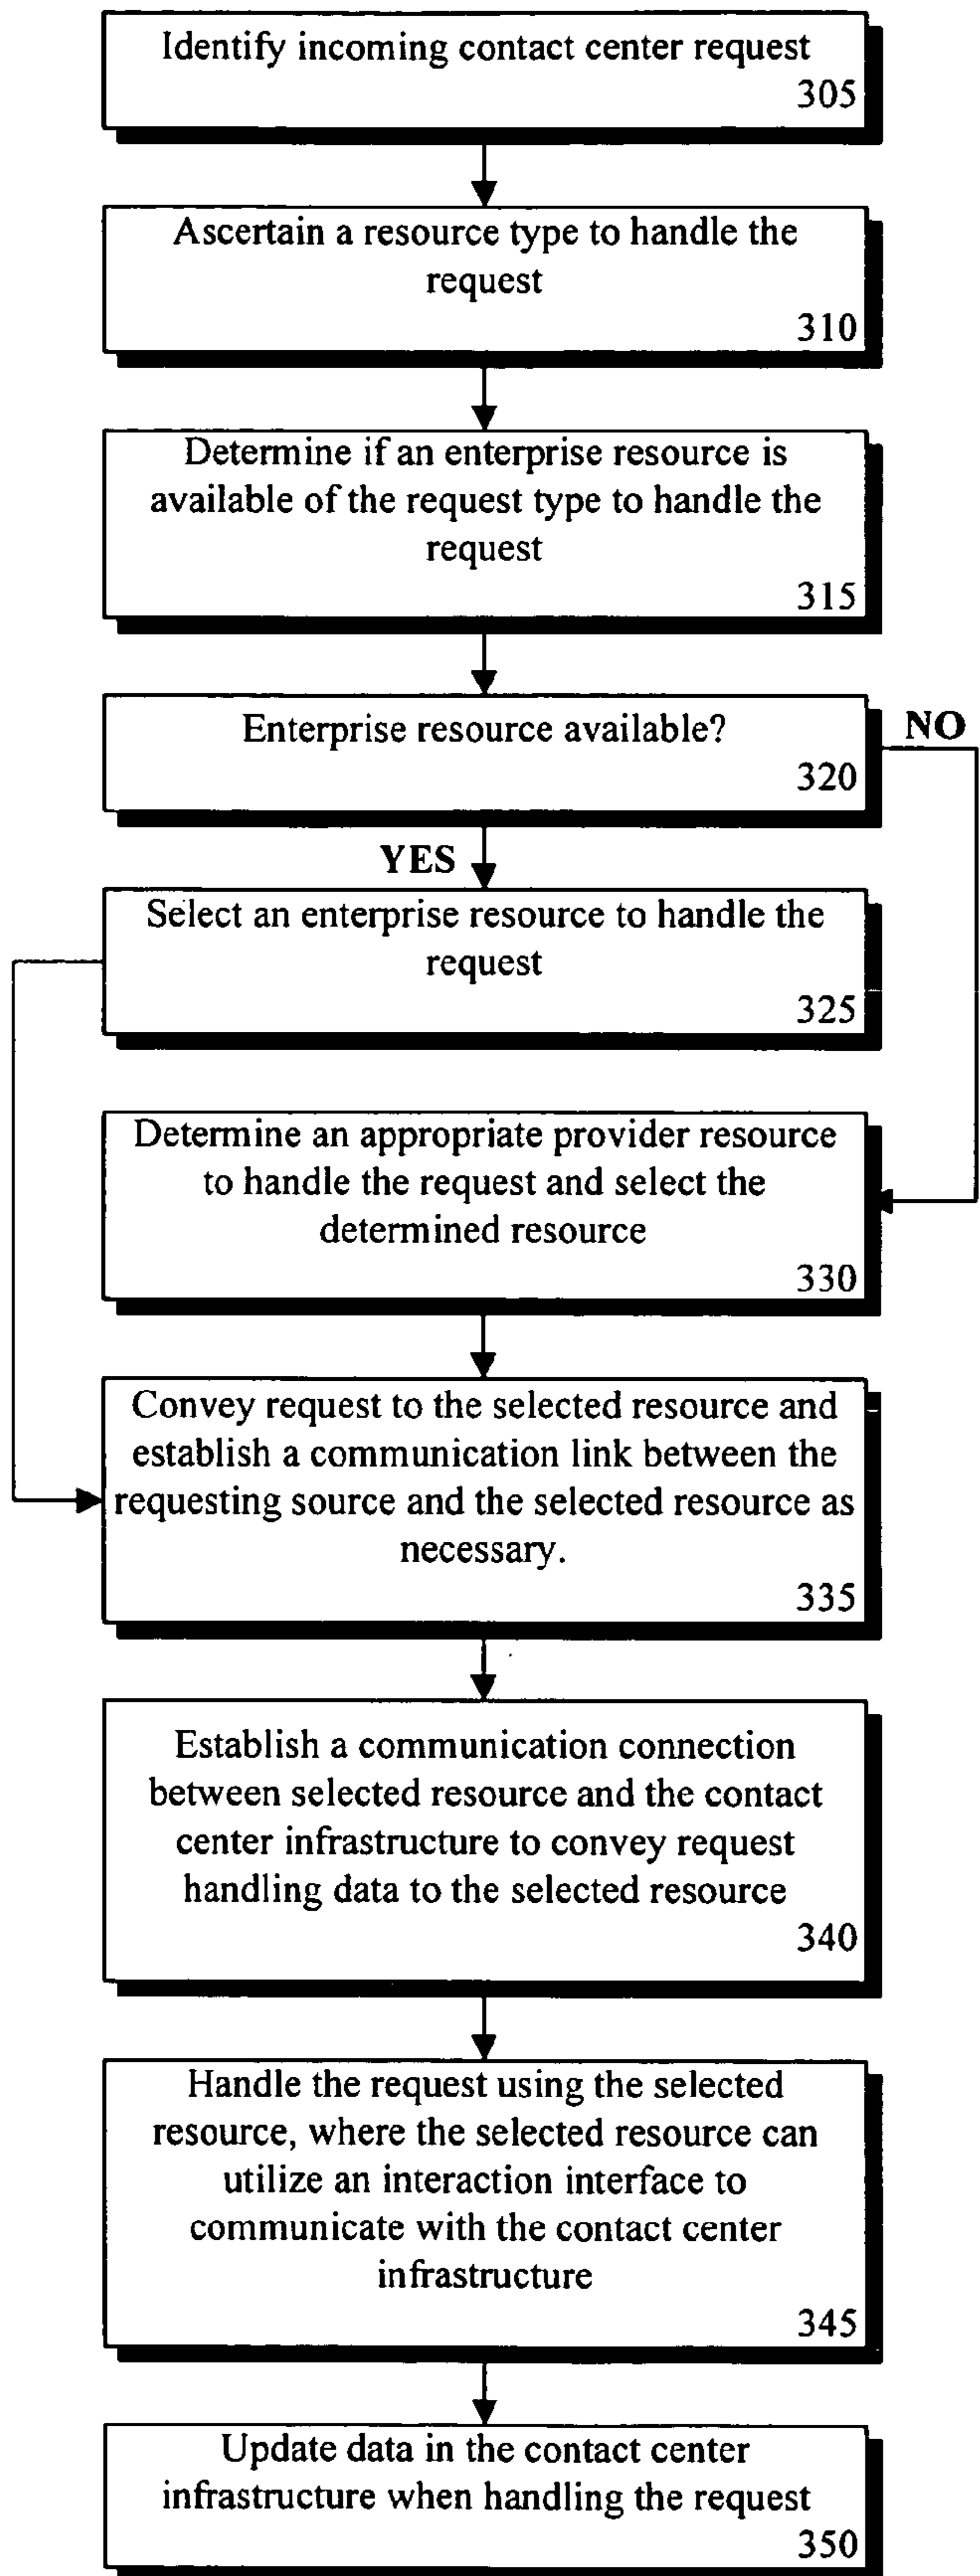 Identify incoming contact center request
305
Ascertain a resource type to handle the
request
310
Determine if an enterprise resource is
available of the request type to handle the
request
315
Enterprise resource available?
320
NO
YES
Select an enterprise resource to handle the
request
325
Determine an appropriate provider resource
to handle the request and select the
determined resource
330
Convey request to the selected resource and
establish a communication link between the
requesting source and the selected resource as
necessary.
335
Establish a communication connection
between selected resource and the contact
center infrastructure to convey request
handling data to the selected resource
340
Handle the request using the selected
resource, where the selected resource can
utilize an interaction interface to
communicate with the contact center
infrastructure
345
Update data in the contact center
infrastructure when handling the request
350